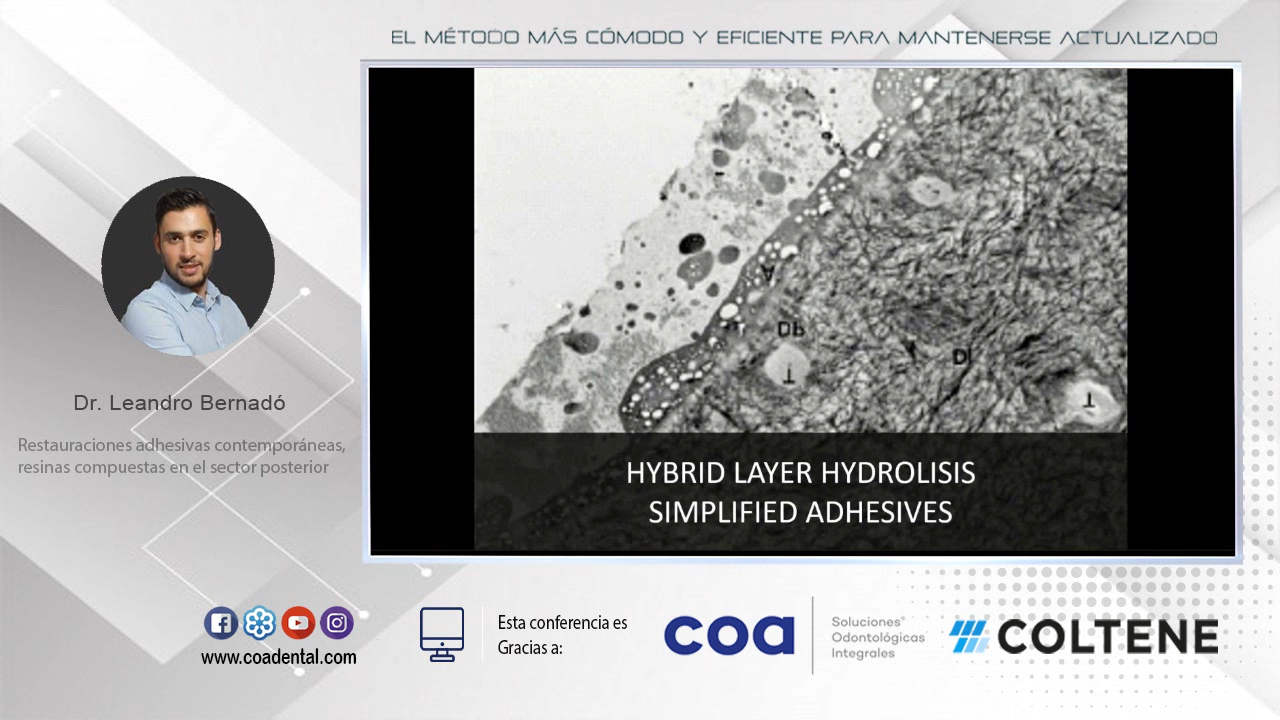 EL MÉTODO MÁS CÓMODO Y EFICIENTE PARA MANTENERSE ACTUALIZADO
A
Db
T
D
T
HYBRID LAYER HYDROLISIS
SIMPLIFIED ADHESIVES
Dr. Leandro Bernadó
Restauraciones adhesivas contemporáneas,
resinas compuestas en el sector posterior
www.coadental.com
Esta conferencia es
Gracias a:
coa
Soluciones®
Odontológicas
Integrales
COLTENE